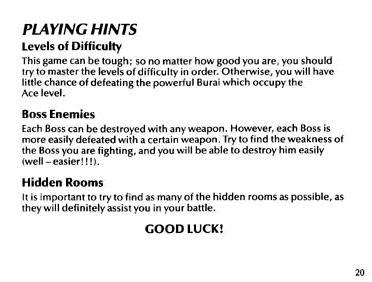 PLAYING HINTS
Levels of Difficulty
This game can be tough; so no matter how good you are, you should
try to master the levels of difficulty in order. Otherwise, you will have
little chance of defeating the powerful Burai which occupy the
Ace level.
Boss Enemies
Each Boss can be destroyed with any weapon. However, each Boss is
more easily defeated with a certain weapon. Try to find the weakness of
the Boss you are fighting, and you will be able to destroy him easily
(well – easier!!!).
Hidden Rooms
It is important to try to find as many of the hidden rooms as possible, as
they will definitely assist you in your battle.
GOOD LUCK!
20